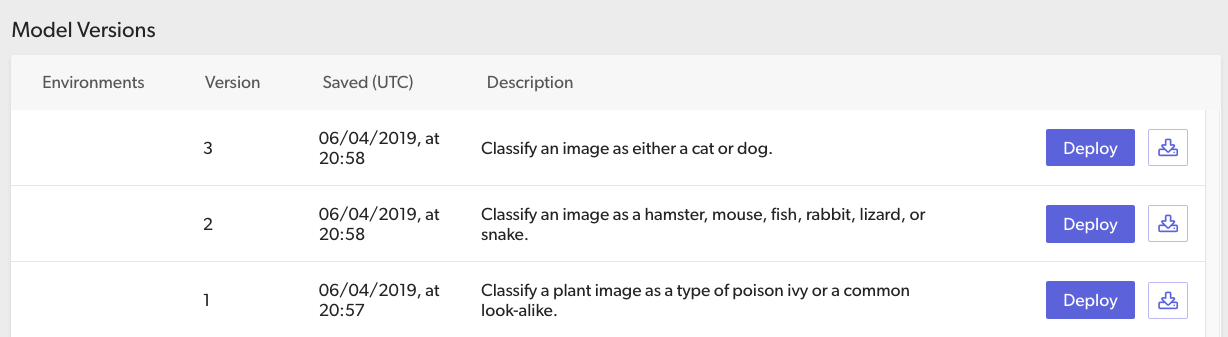 Model Versions
Environments Version Saved (UTC) Description
3 06/04/2019, at 20:58 Classify an image as either a cat or dog. Deploy
2 06/04/2019, at 20:58 Classify an image as a hamster, mouse, fish, rabbit, lizard, or snake. Deploy
1 06/04/2019, at 20:57 Classify a plant image as a type of poison ivy or a common look-alike. Deploy